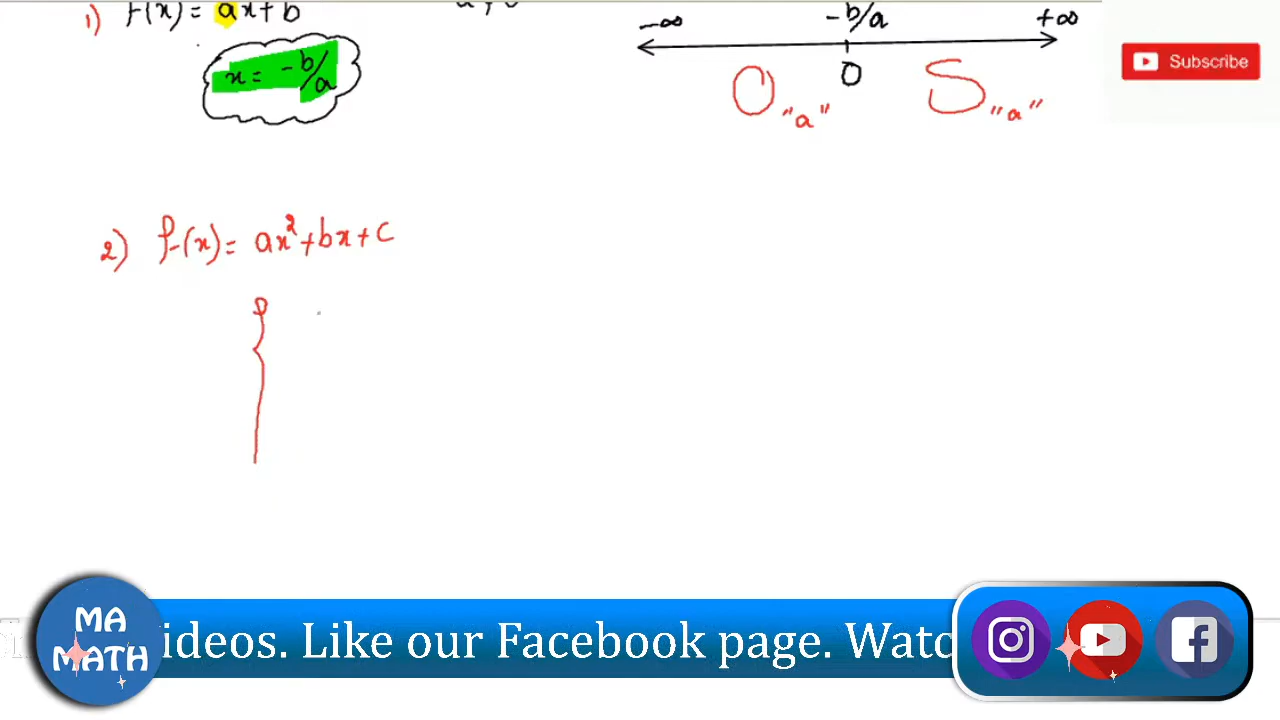 1) f(x) = ax + b
x = -b/a
-∞ -b/a +∞
O "a" 0 S "a"
Subscribe
2) f(x) = ax² + bx + c
MA MATH
ideos. Like our Facebook page. Watc